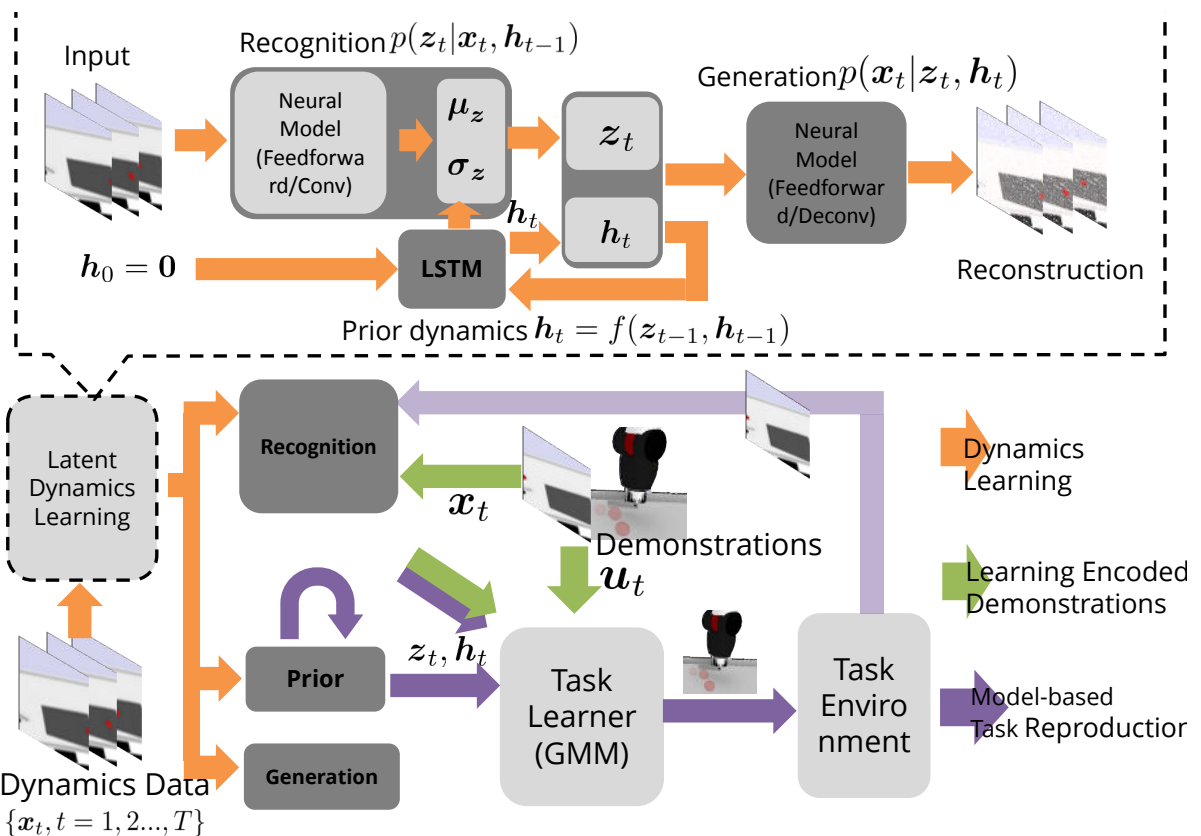 Recognition p(z_t|x_t, h_{t−1})
Input
Generation p(x_t|z_t, h_t)
Neural
Model
(Feedforwa
rd/Conv)
μ_z
σ_z
z_t
h_t
h_t
Neural
Model
(Feedforwar
d/Deconv)
LSTM
h_0 = 0
Reconstruction
Prior dynamics h_t = f(z_{t−1}, h_{t−1})
Latent
Dynamics
Learning
Recognition
x_t
Demonstrations
u_t
Dynamics
Learning
Learning Encoded
Demonstrations
z_t, h_t
Prior
Task
Learner
(GMM)
Task
Enviro
nment
Model-based
Task Reproduction
Generation
Dynamics Data
{x_t, t = 1, 2..., T}